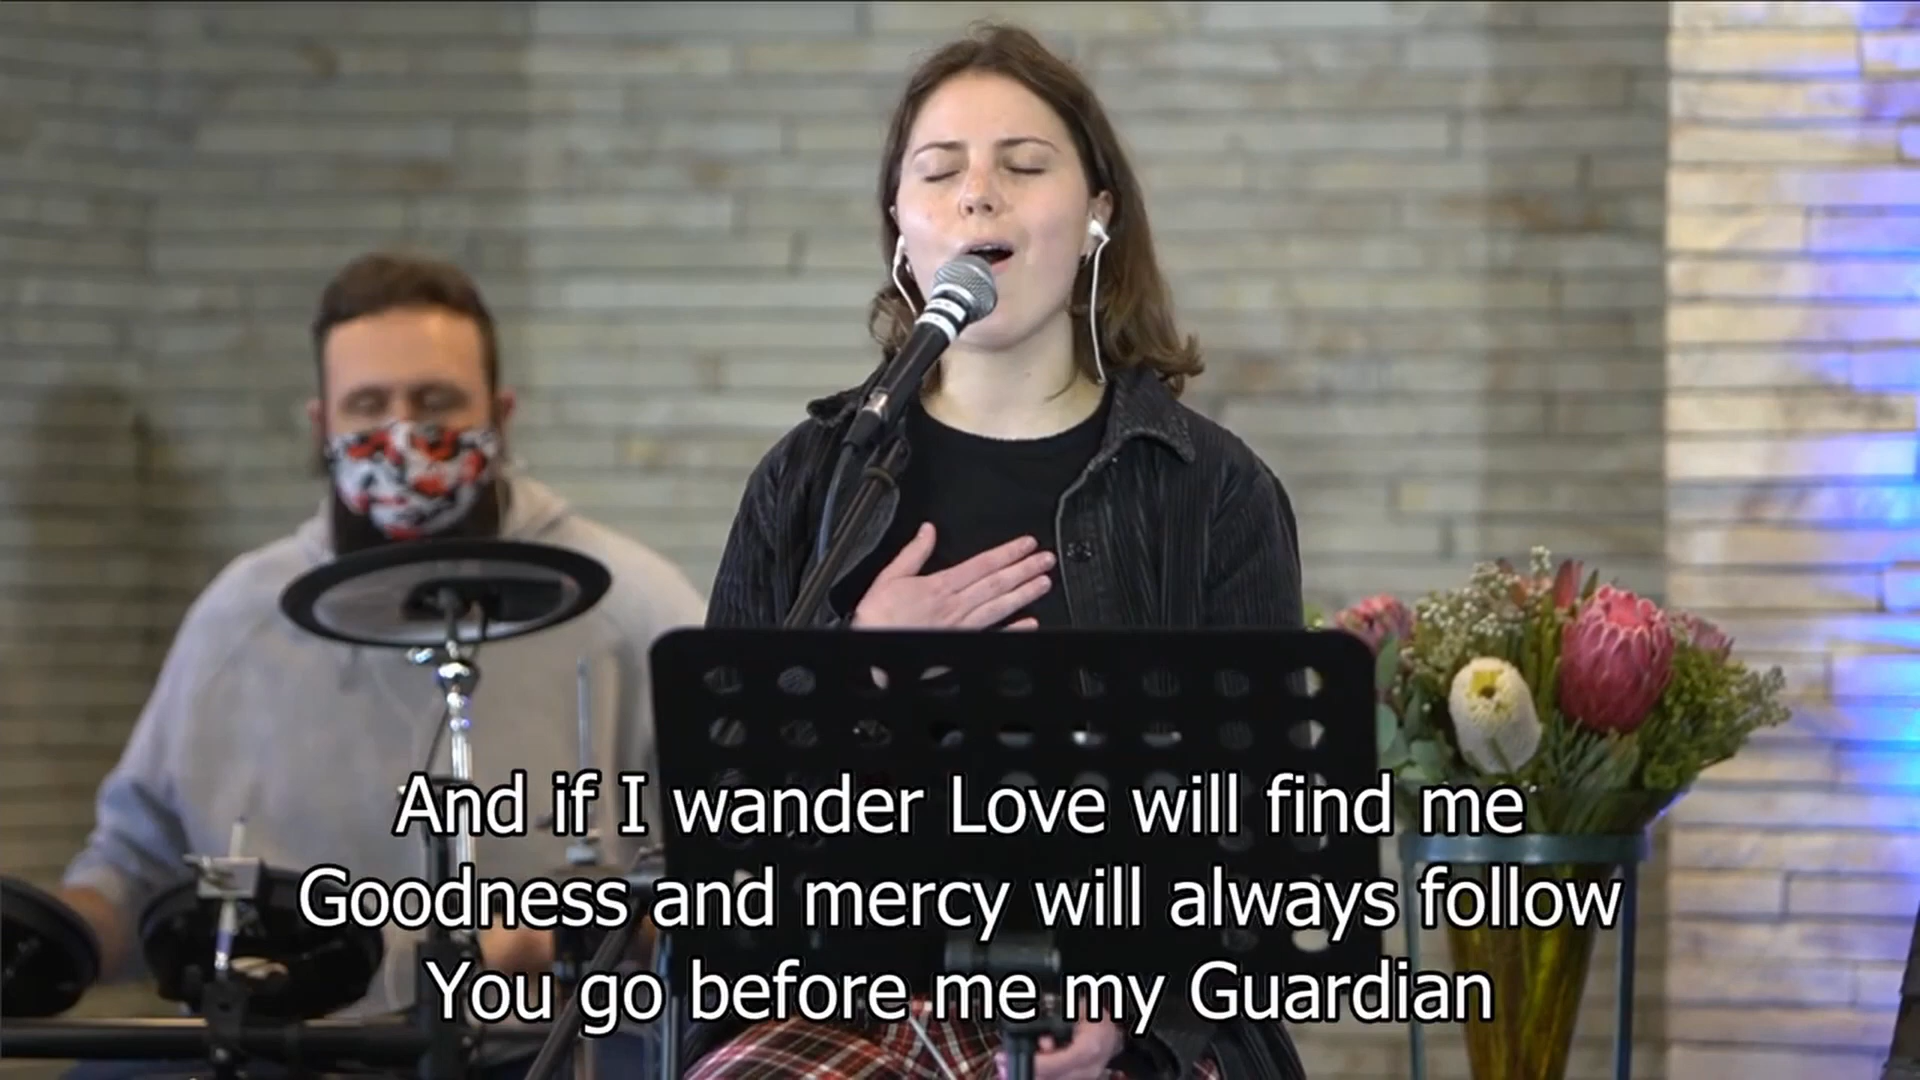 And if I wander Love will find me
Goodness and mercy will always follow
You go before me my Guardian